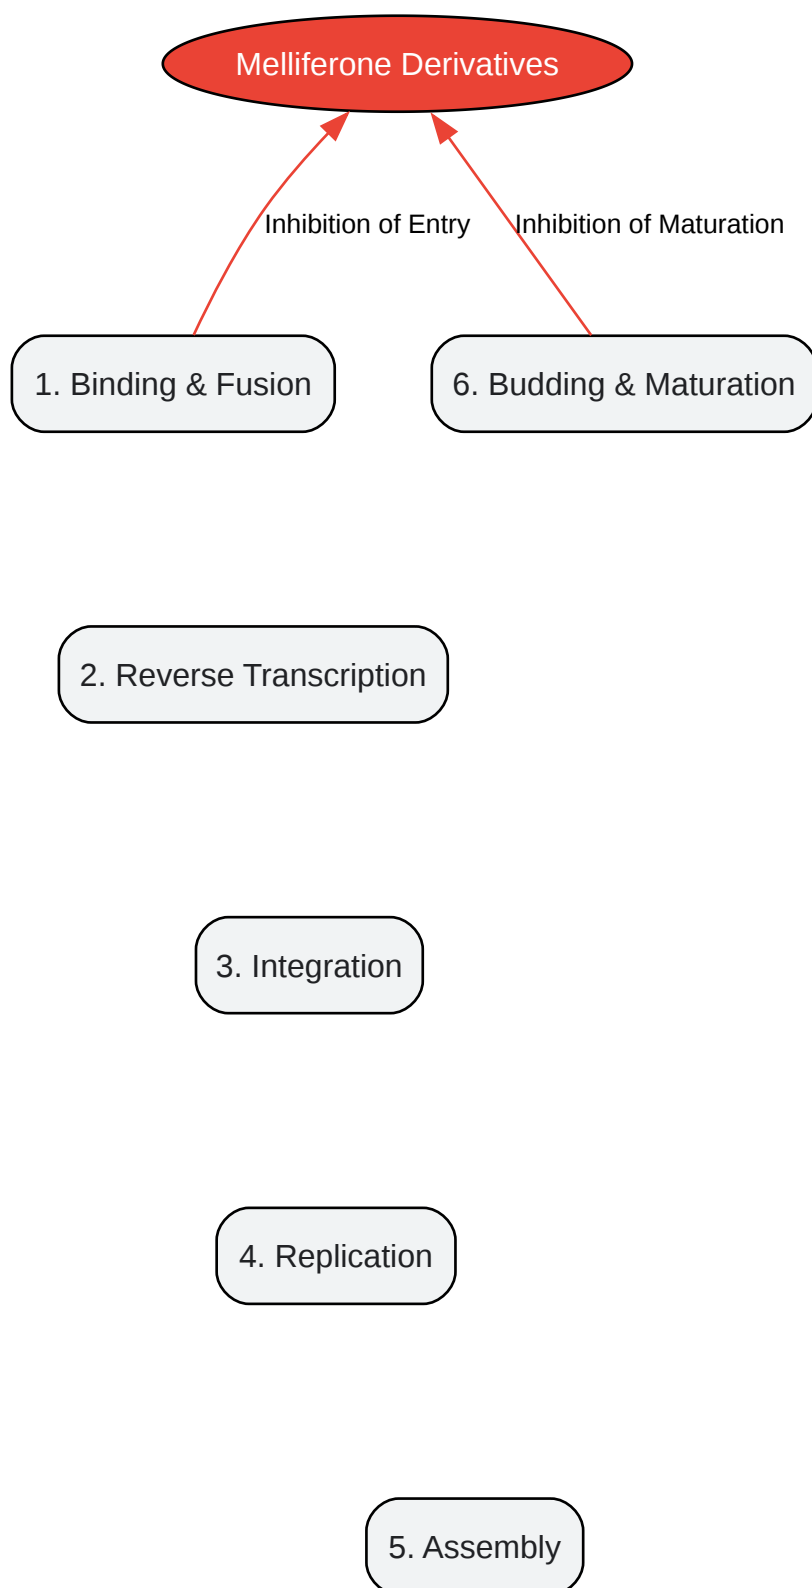 Melliferone Derivatives
Inhibition of Entry
Inhibition of Maturation
1. Binding & Fusion
6. Budding & Maturation
2. Reverse Transcription
3. Integration
4. Replication
5. Assembly